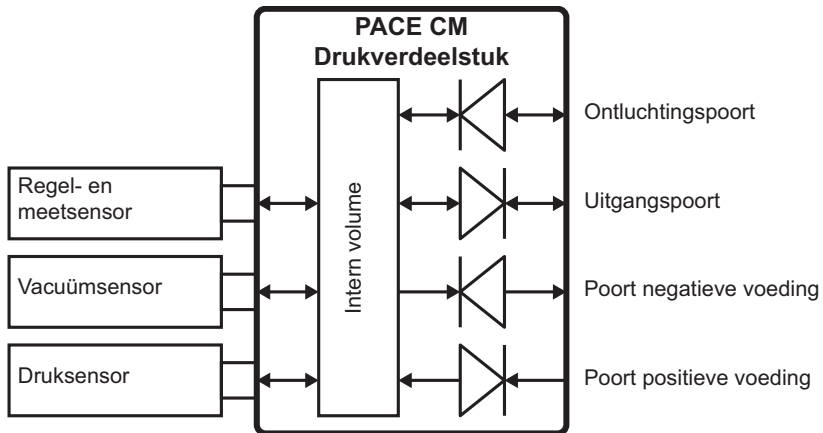 PACE CM
Drukverdeelstuk
Ontluchtingspoort
Regel- en
meetsensor
Uitgangspoort
Intern volume
Vacuümsensor
Poort negatieve voeding
Druksensor
Poort positieve voeding